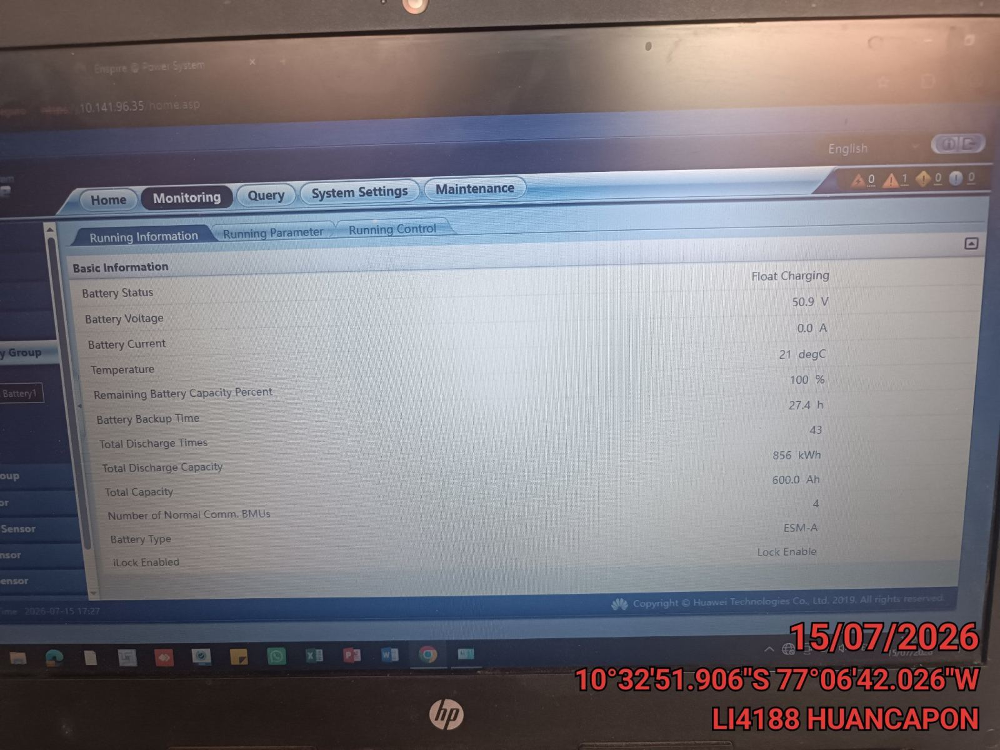 Enspire @ Power System
10.141.96.35/home.asp
English
0 1 0 0
Home Monitoring Query System Settings Maintenance
Running Information Running Parameter Running Control
Basic Information
Battery Status Float Charging
Battery Voltage 50.9 V
Battery Current 0.0 A
Temperature 21 degC
Remaining Battery Capacity Percent 100 %
Battery Backup Time 27.4 h
Total Discharge Times 43
Total Discharge Capacity 856 kWh
Total Capacity 600.0 Ah
Number of Normal Comm. BMUs 4
Battery Type ESM-A
iLock Enabled Lock Enable
y Group
Battery1
oup
or
Sensor
nsor
ensor
ime 2026-07-15 17:27
Copyright © Huawei Technologies Co., Ltd. 2019. All rights reserved.
15/07/2026
10°32'51.906"S 77°06'42.026"W
LI4188 HUANCAPON
hp